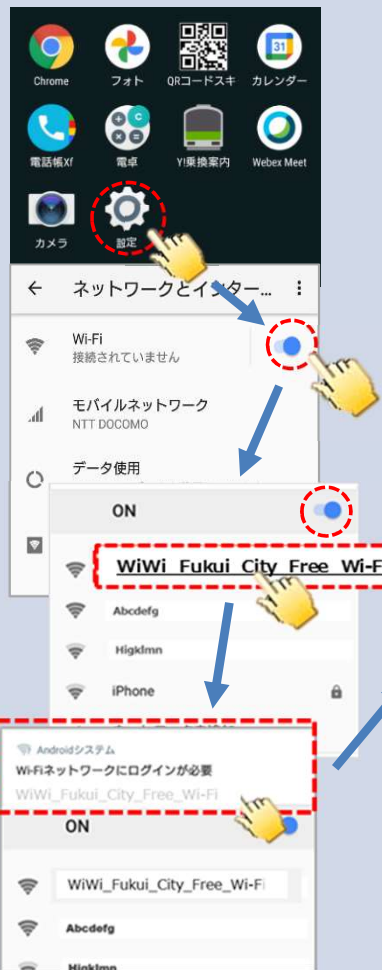 Chrome
フォト
QRコードスキ
カレンダー
31
電話帳Xf
電卓
Y!乗換案内
Webex Meet
カメラ
設定
ネットワークとインター...
Wi-Fi
接続されていません
モバイルネットワーク
NTT DOCOMO
データ使用
ON
WiWi_Fukui_City_Free_Wi-F
Abcdefg
Higklmn
iPhone
Androidシステム
Wi-Fiネットワークにログインが必要
WiWi_Fukui_City_Free_Wi-Fi
ON
WiWi_Fukui_City_Free_Wi-F
Abcdefg
Higklmn